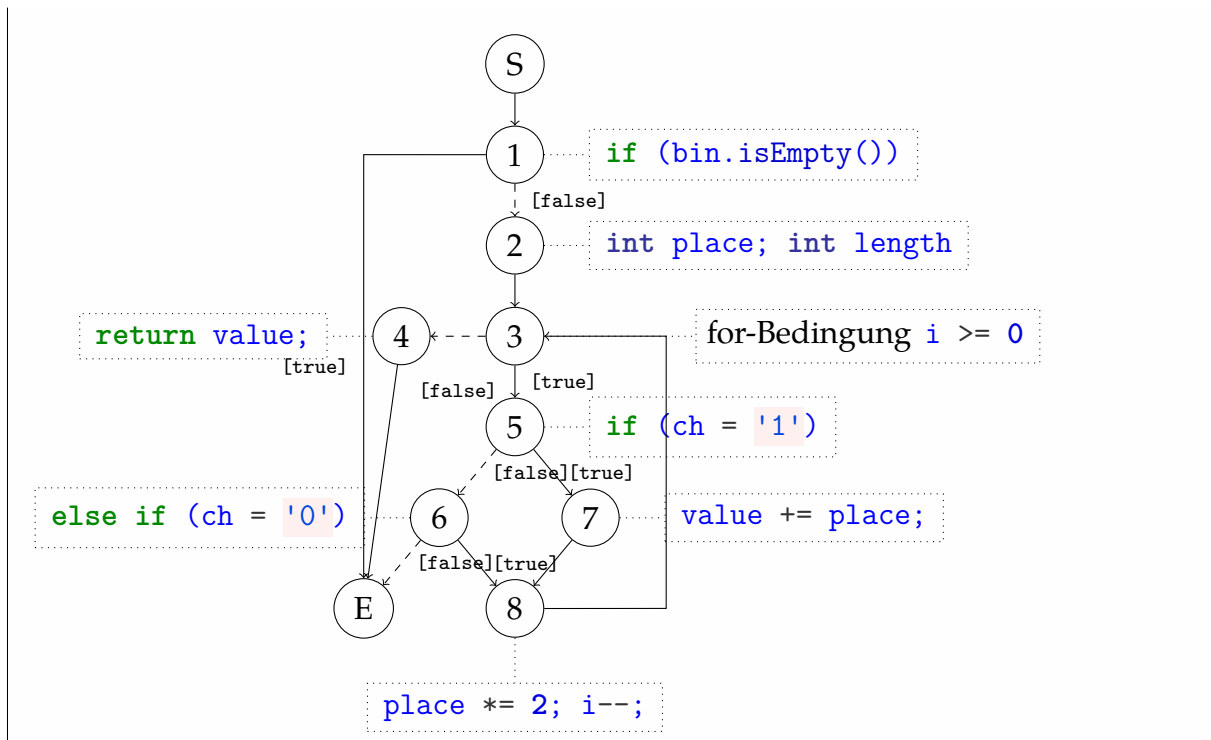 S
1
if (bin.isEmpty())
[false]
2
int place; int length
return value;
4
3
for-Bedingung i >= 0
[true]
[false]
[true]
5
if (ch = '1')
[false]
[true]
else if (ch = '0')
6
7
value += place;
[false]
[true]
E
8
place *= 2; i--;